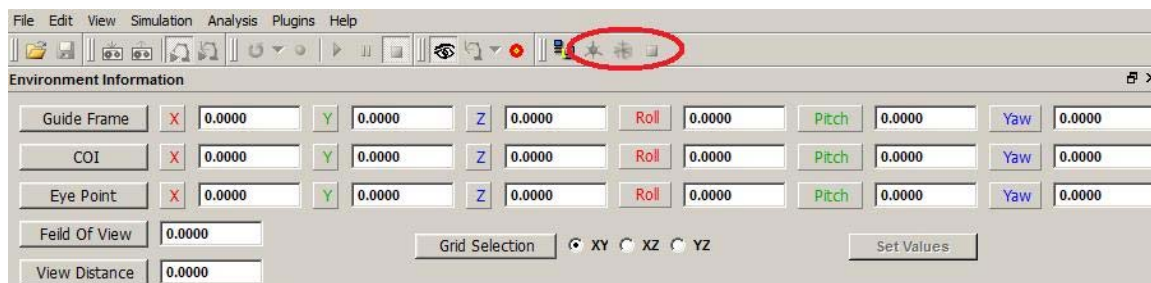 File Edit View Simulation Analysis Plugins Help
Environment Information
Guide Frame X 0.0000 Y 0.0000 Z 0.0000 Roll 0.0000 Pitch 0.0000 Yaw 0.0000
COI X 0.0000 Y 0.0000 Z 0.0000 Roll 0.0000 Pitch 0.0000 Yaw 0.0000
Eye Point X 0.0000 Y 0.0000 Z 0.0000 Roll 0.0000 Pitch 0.0000 Yaw 0.0000
Feild Of View 0.0000
Grid Selection XY XZ YZ Set Values
View Distance 0.0000